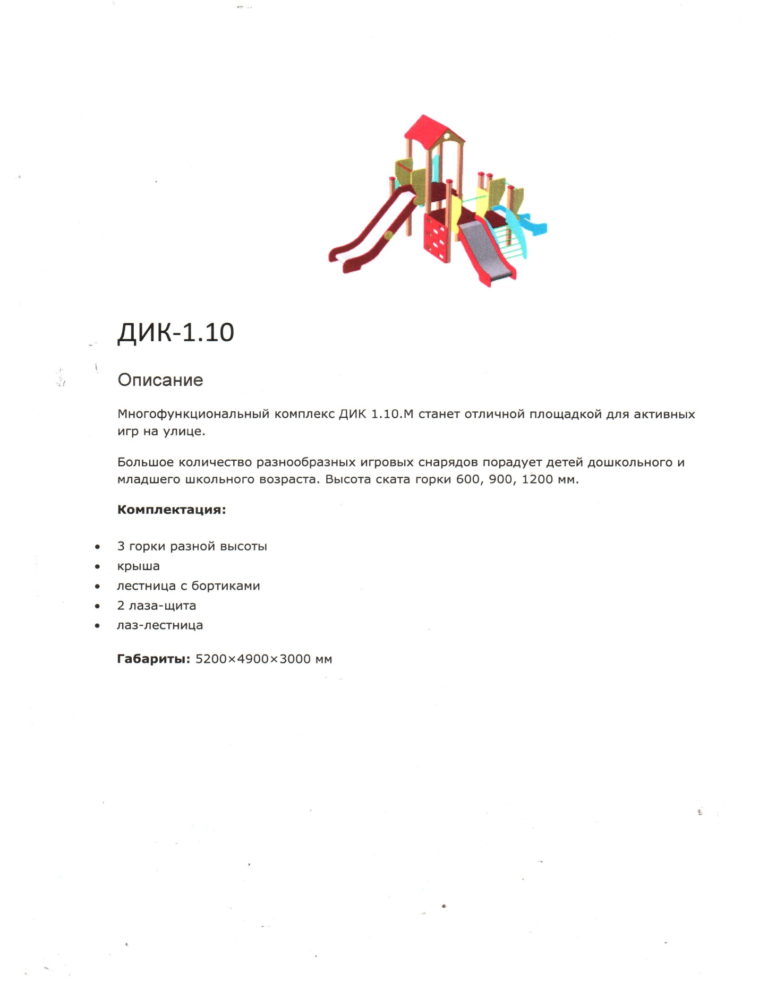 ДИК-1.10
Описание
Многофункциональный комплекс ДИК 1.10.М станет отличной площадкой для активных
игр на улице.
Большое количество разнообразных игровых снарядов порадует детей дошкольного и
младшего школьного возраста. Высота ската горки 600, 900, 1200 мм.
Комплектация:
• 3 горки разной высоты
• крыша
• лестница с бортиками
• 2 лаза-щита
• лаз-лестница
Габариты: 5200×4900×3000 мм